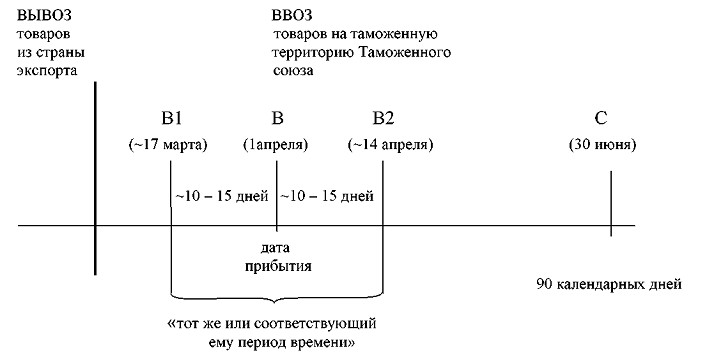 ВЫВОЗ
товаров
из страны
экспорта
ВВОЗ
товаров на таможенную
территорию Таможенного
союза
В1
(~17 марта)
В
(1апреля)
В2
(~14 апреля)
С
(30 июня)
~10 – 15 дней
~10 – 15 дней
дата
прибытия
90 календарных дней
«тот же или соответствующий
ему период времени»